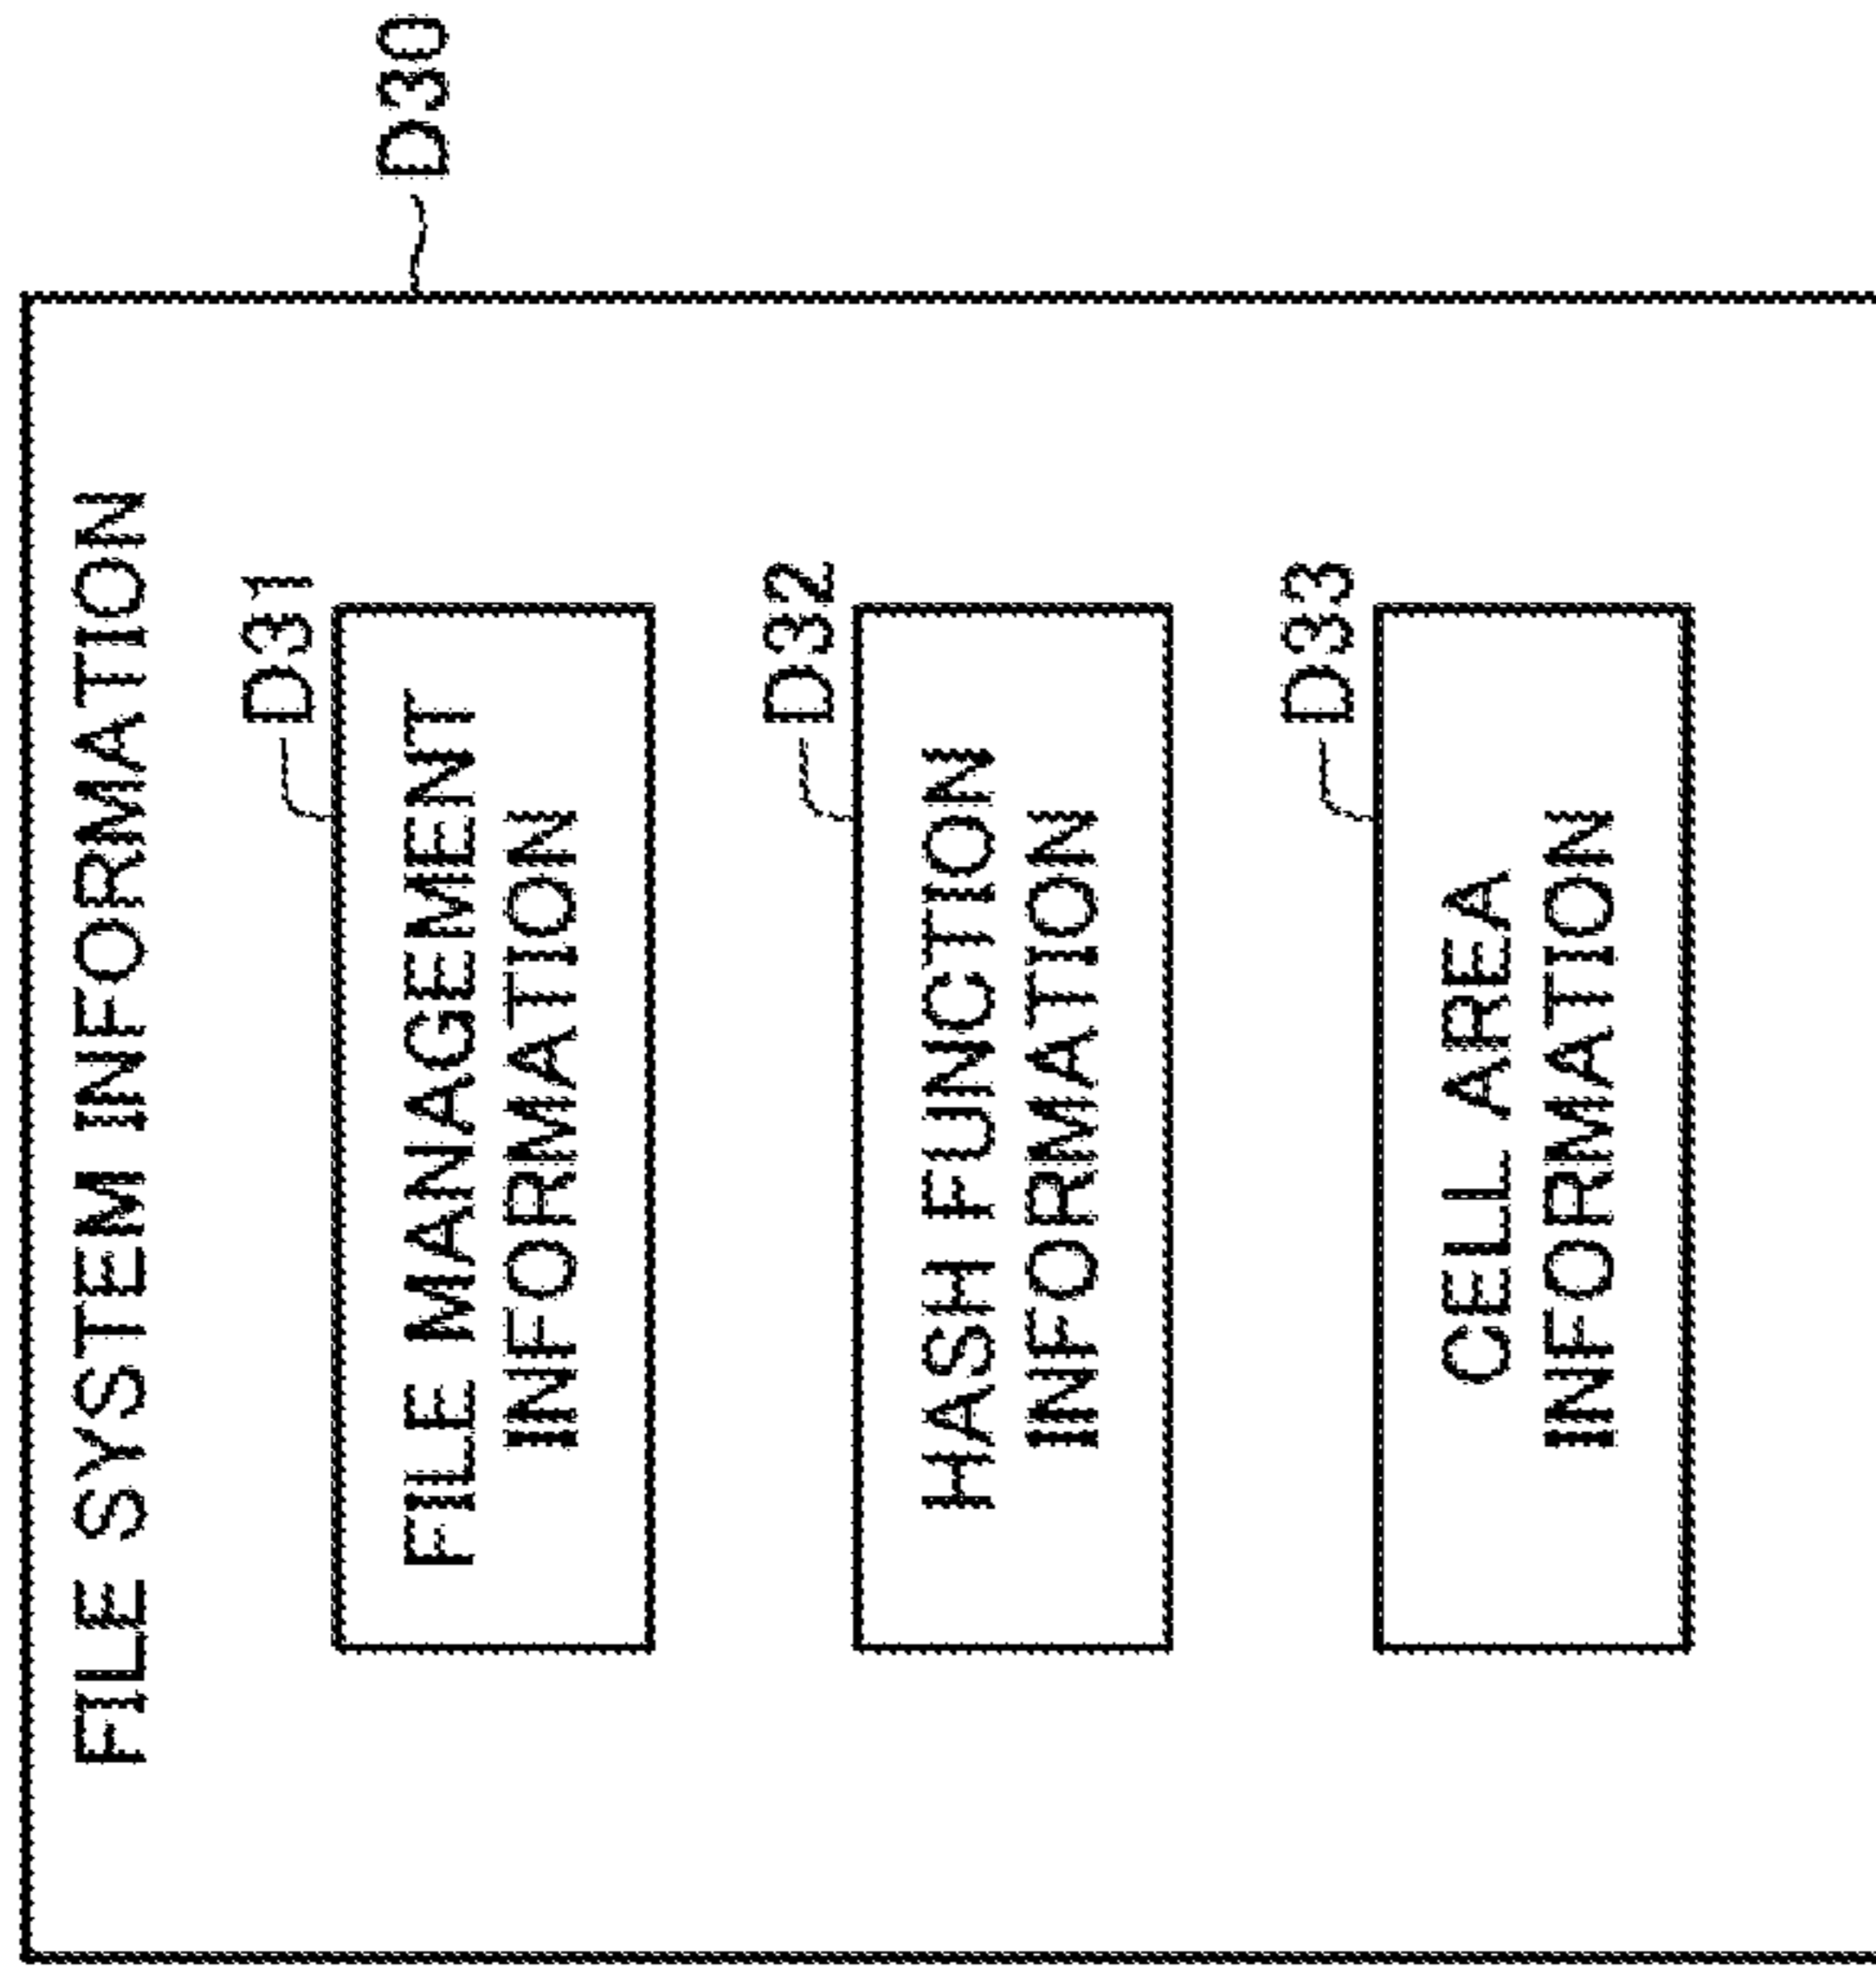 FILE SYSTEM INFORMATION
D30
D31
FILE MANAGEMENT
INFORMATION
D32
HASH FUNCTION
INFORMATION
D33
CELL AREA
INFORMATION